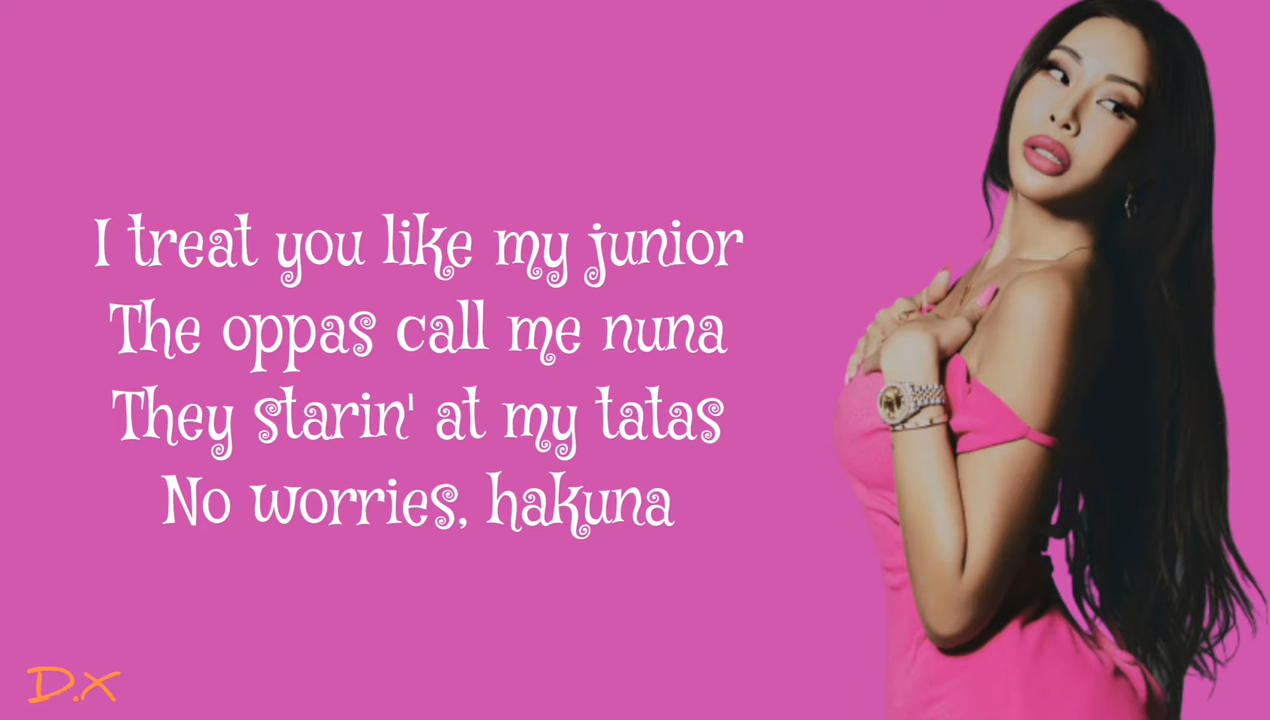 I treat you like my junior
The oppas call me nuna
They starin' at my tatas
No worries, hakuna
D.X